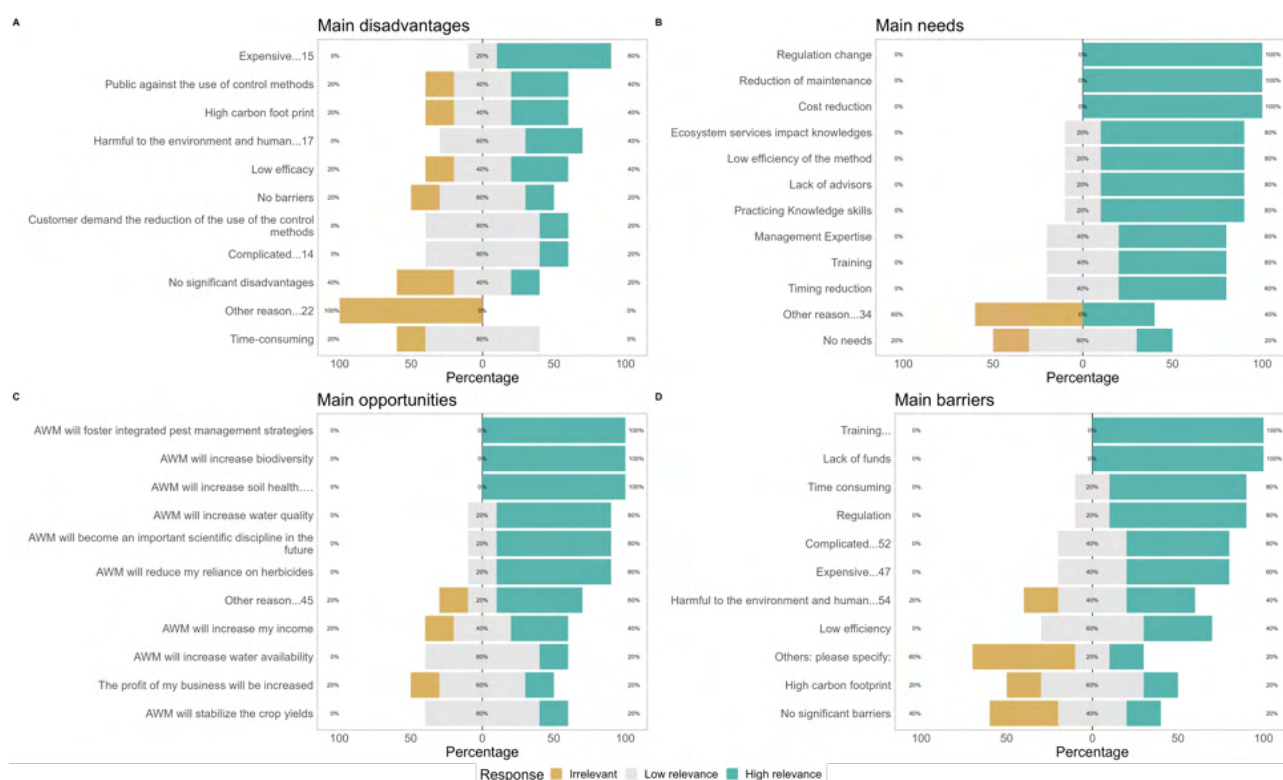 A
Main disadvantages
Expensive...15
0%
20%
80%
Public against the use of control methods
20%
40%
40%
High carbon foot print
20%
40%
40%
Harmful to the environment and human...17
0%
60%
40%
Low efficacy
20%
40%
40%
No barriers
20%
60%
20%
Customer demand the reduction of the use of the control
methods
0%
80%
20%
Complicated...14
0%
80%
20%
No significant disadvantages
40%
40%
20%
Other reason...22
100%
0%
0%
Time-consuming
20%
80%
0%
100
50
0
50
100
Percentage
B
Main needs
Regulation change
0%
0%
100%
Reduction of maintenance
0%
0%
100%
Cost reduction
0%
0%
100%
Ecosystem services impact knowledges
0%
20%
80%
Low efficiency of the method
0%
20%
80%
Lack of advisors
0%
20%
80%
Practicing Knowledge skills
0%
20%
80%
Management Expertise
0%
40%
60%
Training
0%
40%
60%
Timing reduction
0%
40%
60%
Other reason...34
60%
0%
40%
No needs
20%
60%
20%
100
50
0
50
100
Percentage
C
Main opportunities
AWM will foster integrated pest management strategies
0%
0%
100%
AWM will increase biodiversity
0%
0%
100%
AWM will increase soil health....
0%
0%
100%
AWM will increase water quality
0%
20%
80%
AWM will become an important scientific discipline in the
future
0%
20%
80%
AWM will reduce my reliance on herbicides
0%
20%
80%
Other reason...45
20%
20%
60%
AWM will increase my income
20%
40%
40%
AWM will increase water availability
0%
80%
20%
The profit of my business will be increased
20%
60%
20%
AWM will stabilize the crop yields
0%
80%
20%
100
50
0
50
100
Percentage
D
Main barriers
Training...
0%
0%
100%
Lack of funds
0%
0%
100%
Time consuming
0%
20%
80%
Regulation
0%
20%
80%
Complicated...52
0%
40%
60%
Expensive...47
0%
40%
60%
Harmful to the environment and human...54
20%
40%
40%
Low efficiency
0%
60%
40%
Others: please specify:
60%
20%
20%
High carbon footprint
20%
60%
20%
No significant barriers
40%
40%
20%
100
50
0
50
100
Percentage
Response Irrelevant Low relevance High relevance